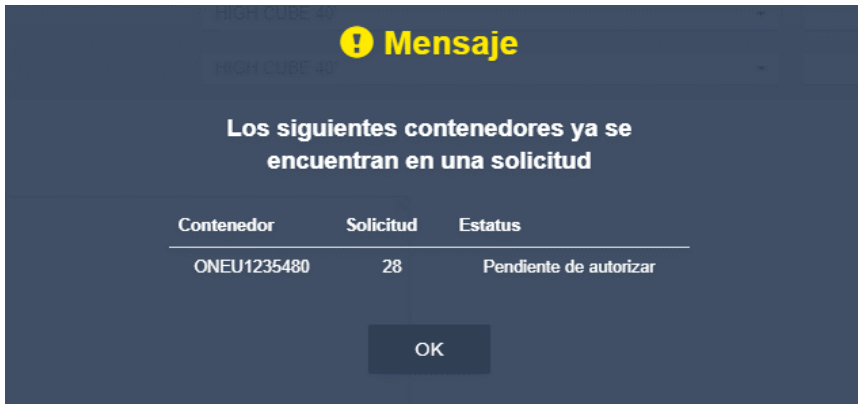 HIGH CUBE 40'
Mensaje
HIGH CUBE 40'
Los siguientes contenedores ya se
encuentran en una solicitud
Contenedor Solicitud Estatus
ONEU1235480 28 Pendiente de autorizar
OK